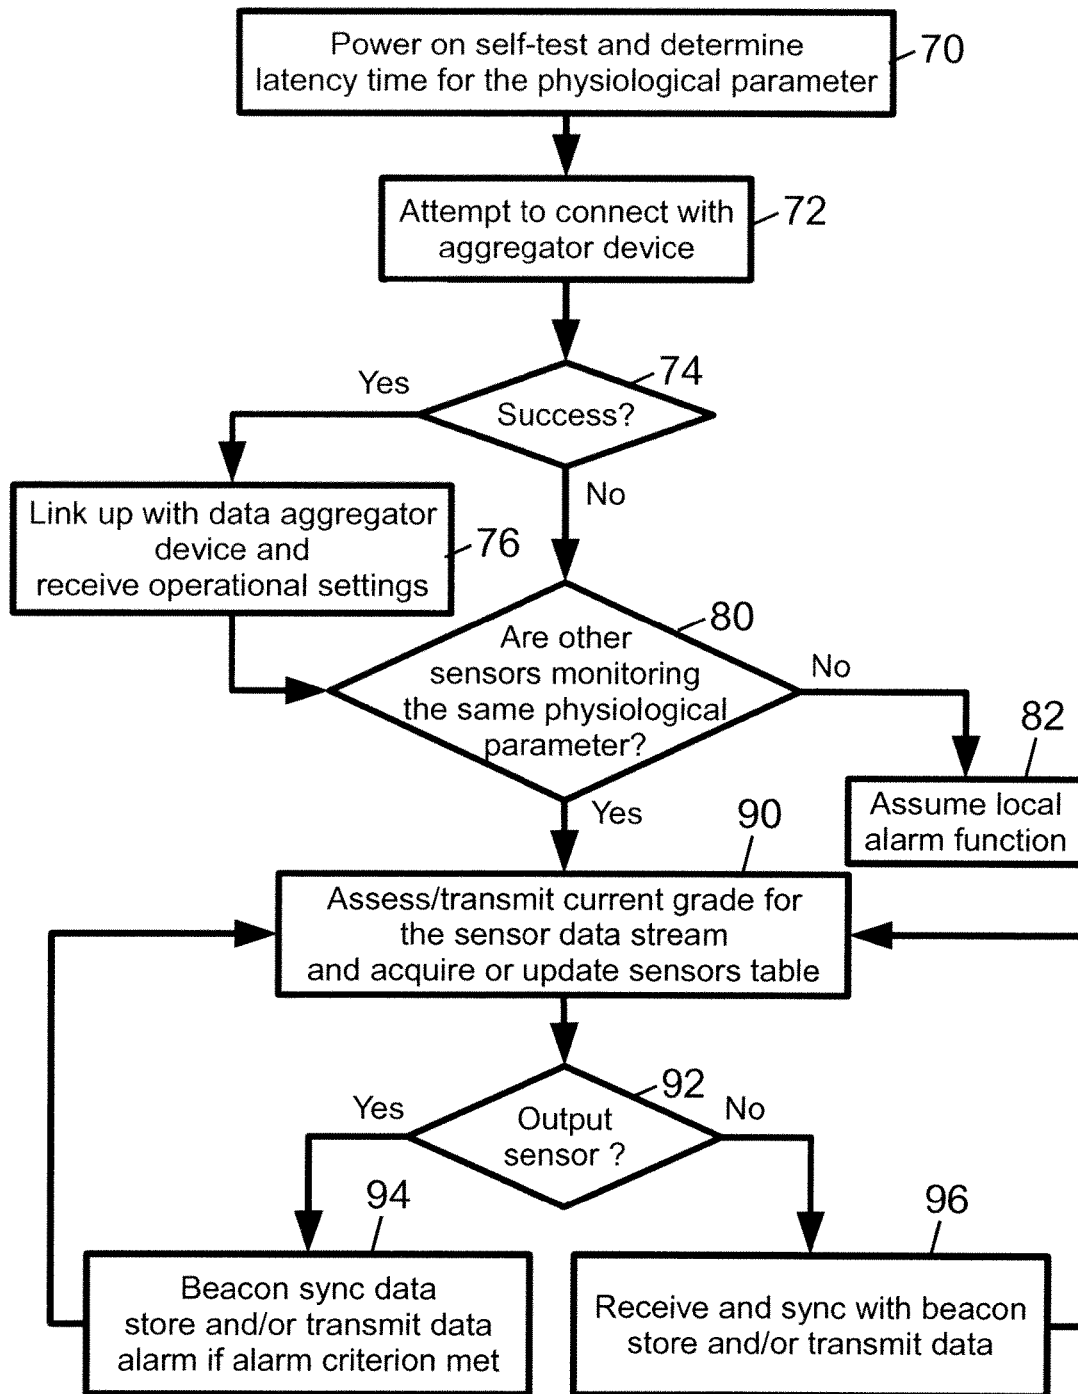 Power on self-test and determine
latency time for the physiological parameter
70
Attempt to connect with
aggregator device
72
74
Yes
Success?
No
Link up with data aggregator
device and
receive operational settings
76
80
Are other
sensors monitoring
the same physiological
parameter?
No
82
Assume local
alarm function
Yes
90
Assess/transmit current grade for
the sensor data stream
and acquire or update sensors table
92
Yes
No
Output
sensor ?
94
Beacon sync data
store and/or transmit data
alarm if alarm criterion met
96
Receive and sync with beacon
store and/or transmit data